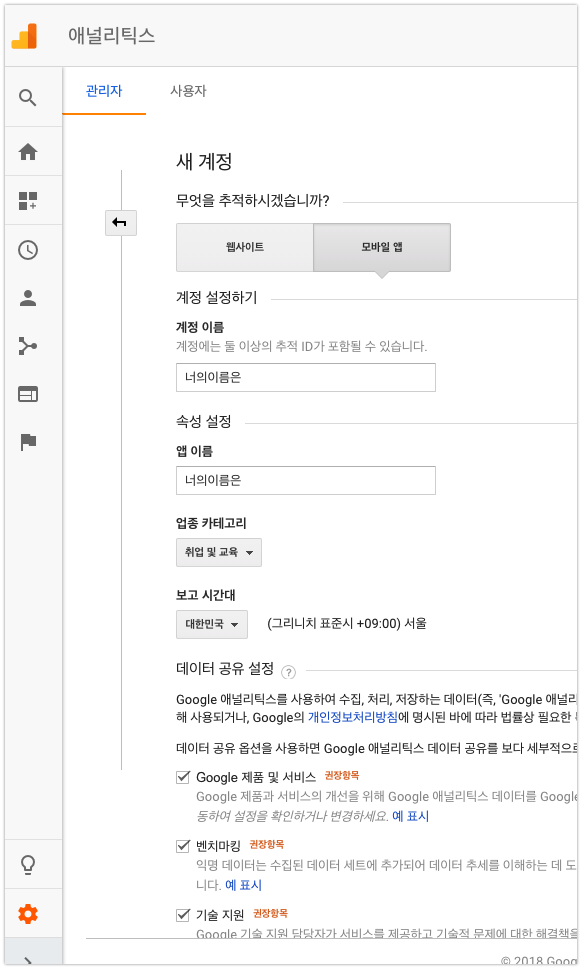 애널리틱스
관리자
사용자
새 계정
무엇을 추적하시겠습니까?
웹사이트
모바일 앱
계정 설정하기
계정 이름
계정에는 둘 이상의 추적 ID가 포함될 수 있습니다.
너의이름은
속성 설정
앱 이름
너의이름은
업종 카테고리
취업 및 교육
보고 시간대
대한민국
(그리니치 표준시 +09:00) 서울
데이터 공유 설정 ?
Google 애널리틱스를 사용하여 수집, 처리, 저장하는 데이터(즉, 'Google 애널리
해 사용되거나, Google의 개인정보처리방침에 명시된 바에 따라 법률상 필요한
데이터 공유 옵션을 사용하면 Google 애널리틱스 데이터 공유를 보다 세부적으로
Google 제품 및 서비스 권장항목
Google 제품과 서비스의 개선을 위해 Google 애널리틱스 데이터를 Google
동하여 설정을 확인하거나 변경하세요. 예 표시
벤치마킹 권장항목
익명 데이터는 수집된 데이터 세트에 추가되어 데이터 추세를 이해하는 데 도
니다. 예 표시
기술 지원 권장항목
Google 기술 지원 담당자가 서비스를 제공하고 기술적 문제에 대한 해결책을
© 2018 Goog